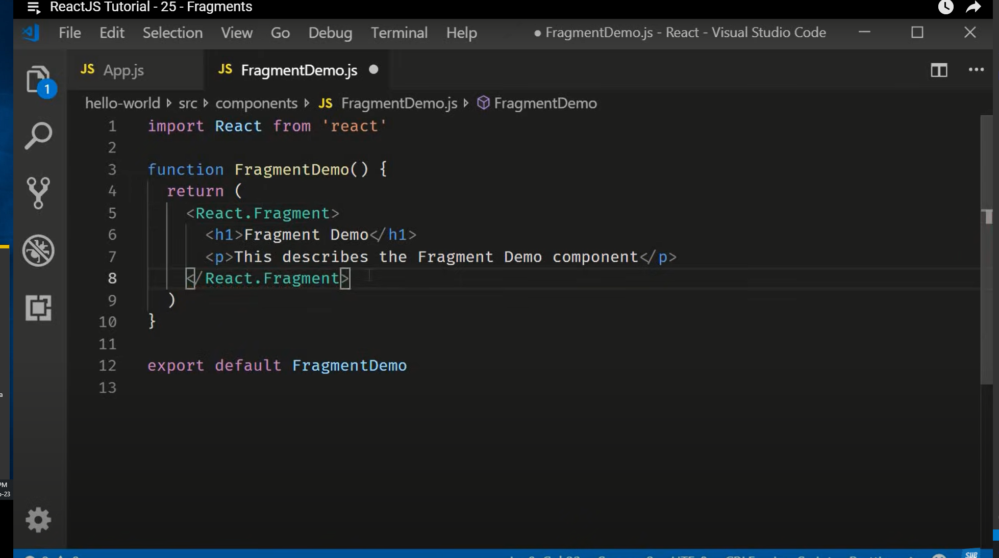 ReactJS Tutorial - 25 - Fragments
File Edit Selection View Go Debug Terminal Help ● FragmentDemo.js - React - Visual Studio Code
JS App.js JS FragmentDemo.js
1
hello-world src components JS FragmentDemo.js FragmentDemo
1 import React from 'react'
2
3 function FragmentDemo() {
4 return (
5 <React.Fragment>
6 <h1>Fragment Demo</h1>
7 <p>This describes the Fragment Demo component</p>
8 </React.Fragment>
9 )
10 }
11
12 export default FragmentDemo
13
a
PM
-23
SUB